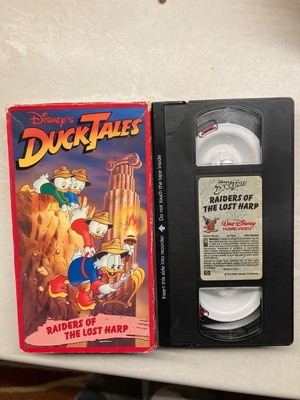 DISNEY'S
DUCKTALES
RAIDERS OF
THE LOST HARP
Insert this side into recorder
Do not touch the tape inside
DISNEY'S
DUCKTALES
RAIDERS OF
THE LOST HARP
WALT DISNEY
HOME VIDEO